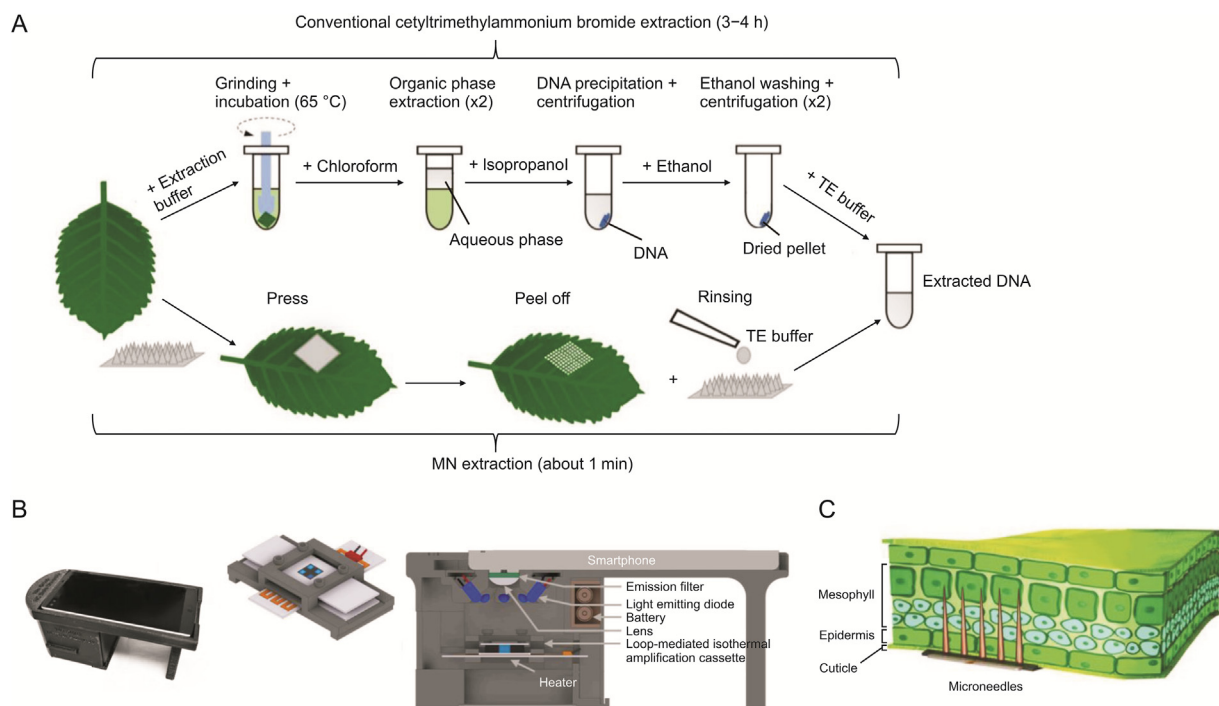 A
Conventional cetyltrimethylammonium bromide extraction (3−4 h)
Grinding +
incubation (65 °C)
Organic phase
extraction (x2)
DNA precipitation +
centrifugation
Ethanol washing +
centrifugation (x2)
+ Extraction
buffer
+ Chloroform
+ Isopropanol
+ Ethanol
+ TE buffer
Aqueous phase
DNA
Dried pellet
Extracted DNA
Press
Peel off
Rinsing
TE buffer
+
MN extraction (about 1 min)
B
Smartphone
Emission filter
Light emitting diode
Battery
Lens
Loop-mediated isothermal
amplification cassette
Heater
C
Mesophyll
Epidermis
Cuticle
Microneedles